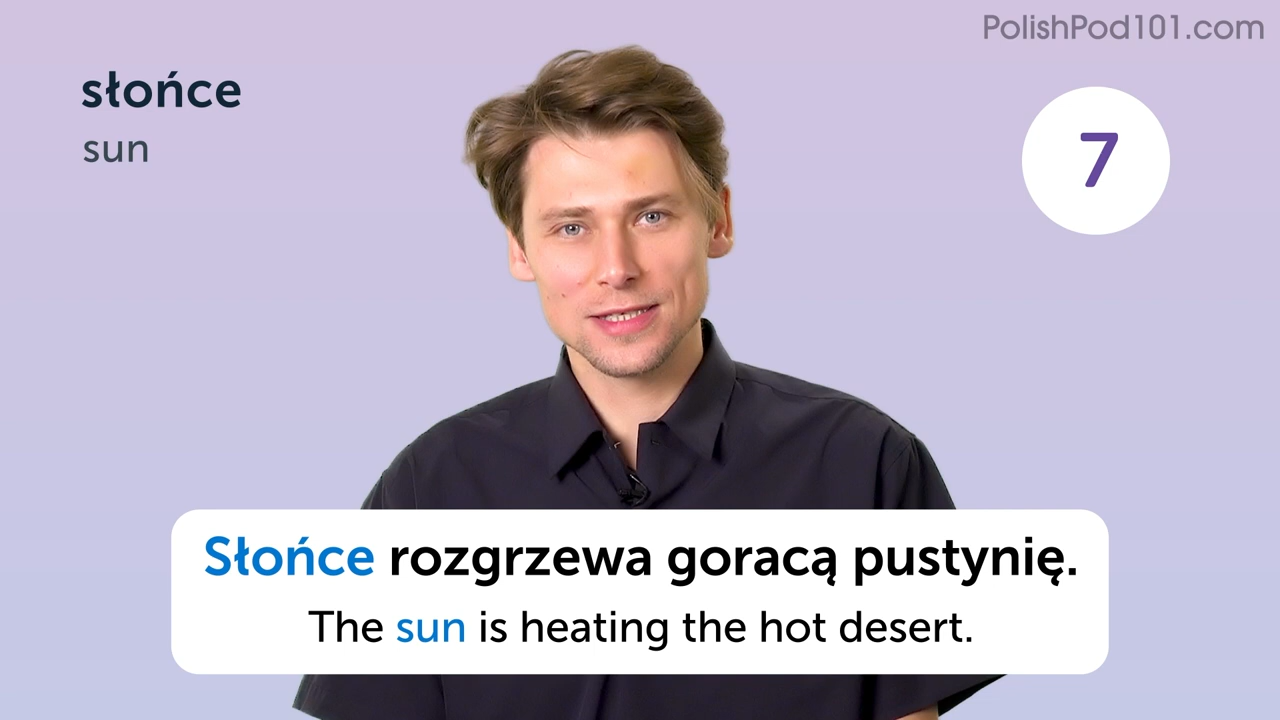 PolishPod101.com
słońce
sun
7
Słońce rozgrzewa goracą pustynię.
The sun is heating the hot desert.